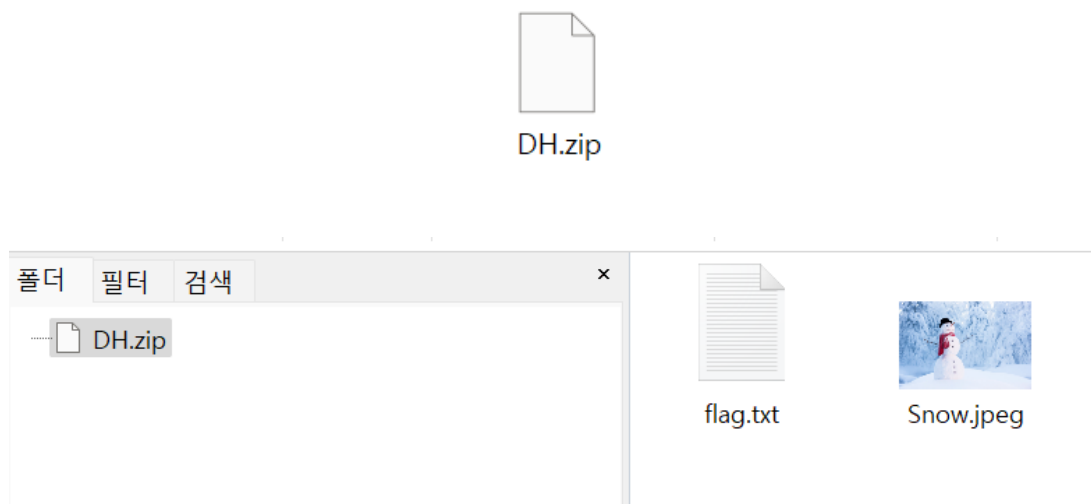 DH.zip
폴더 필터 검색 ×
DH.zip
flag.txt Snow.jpeg